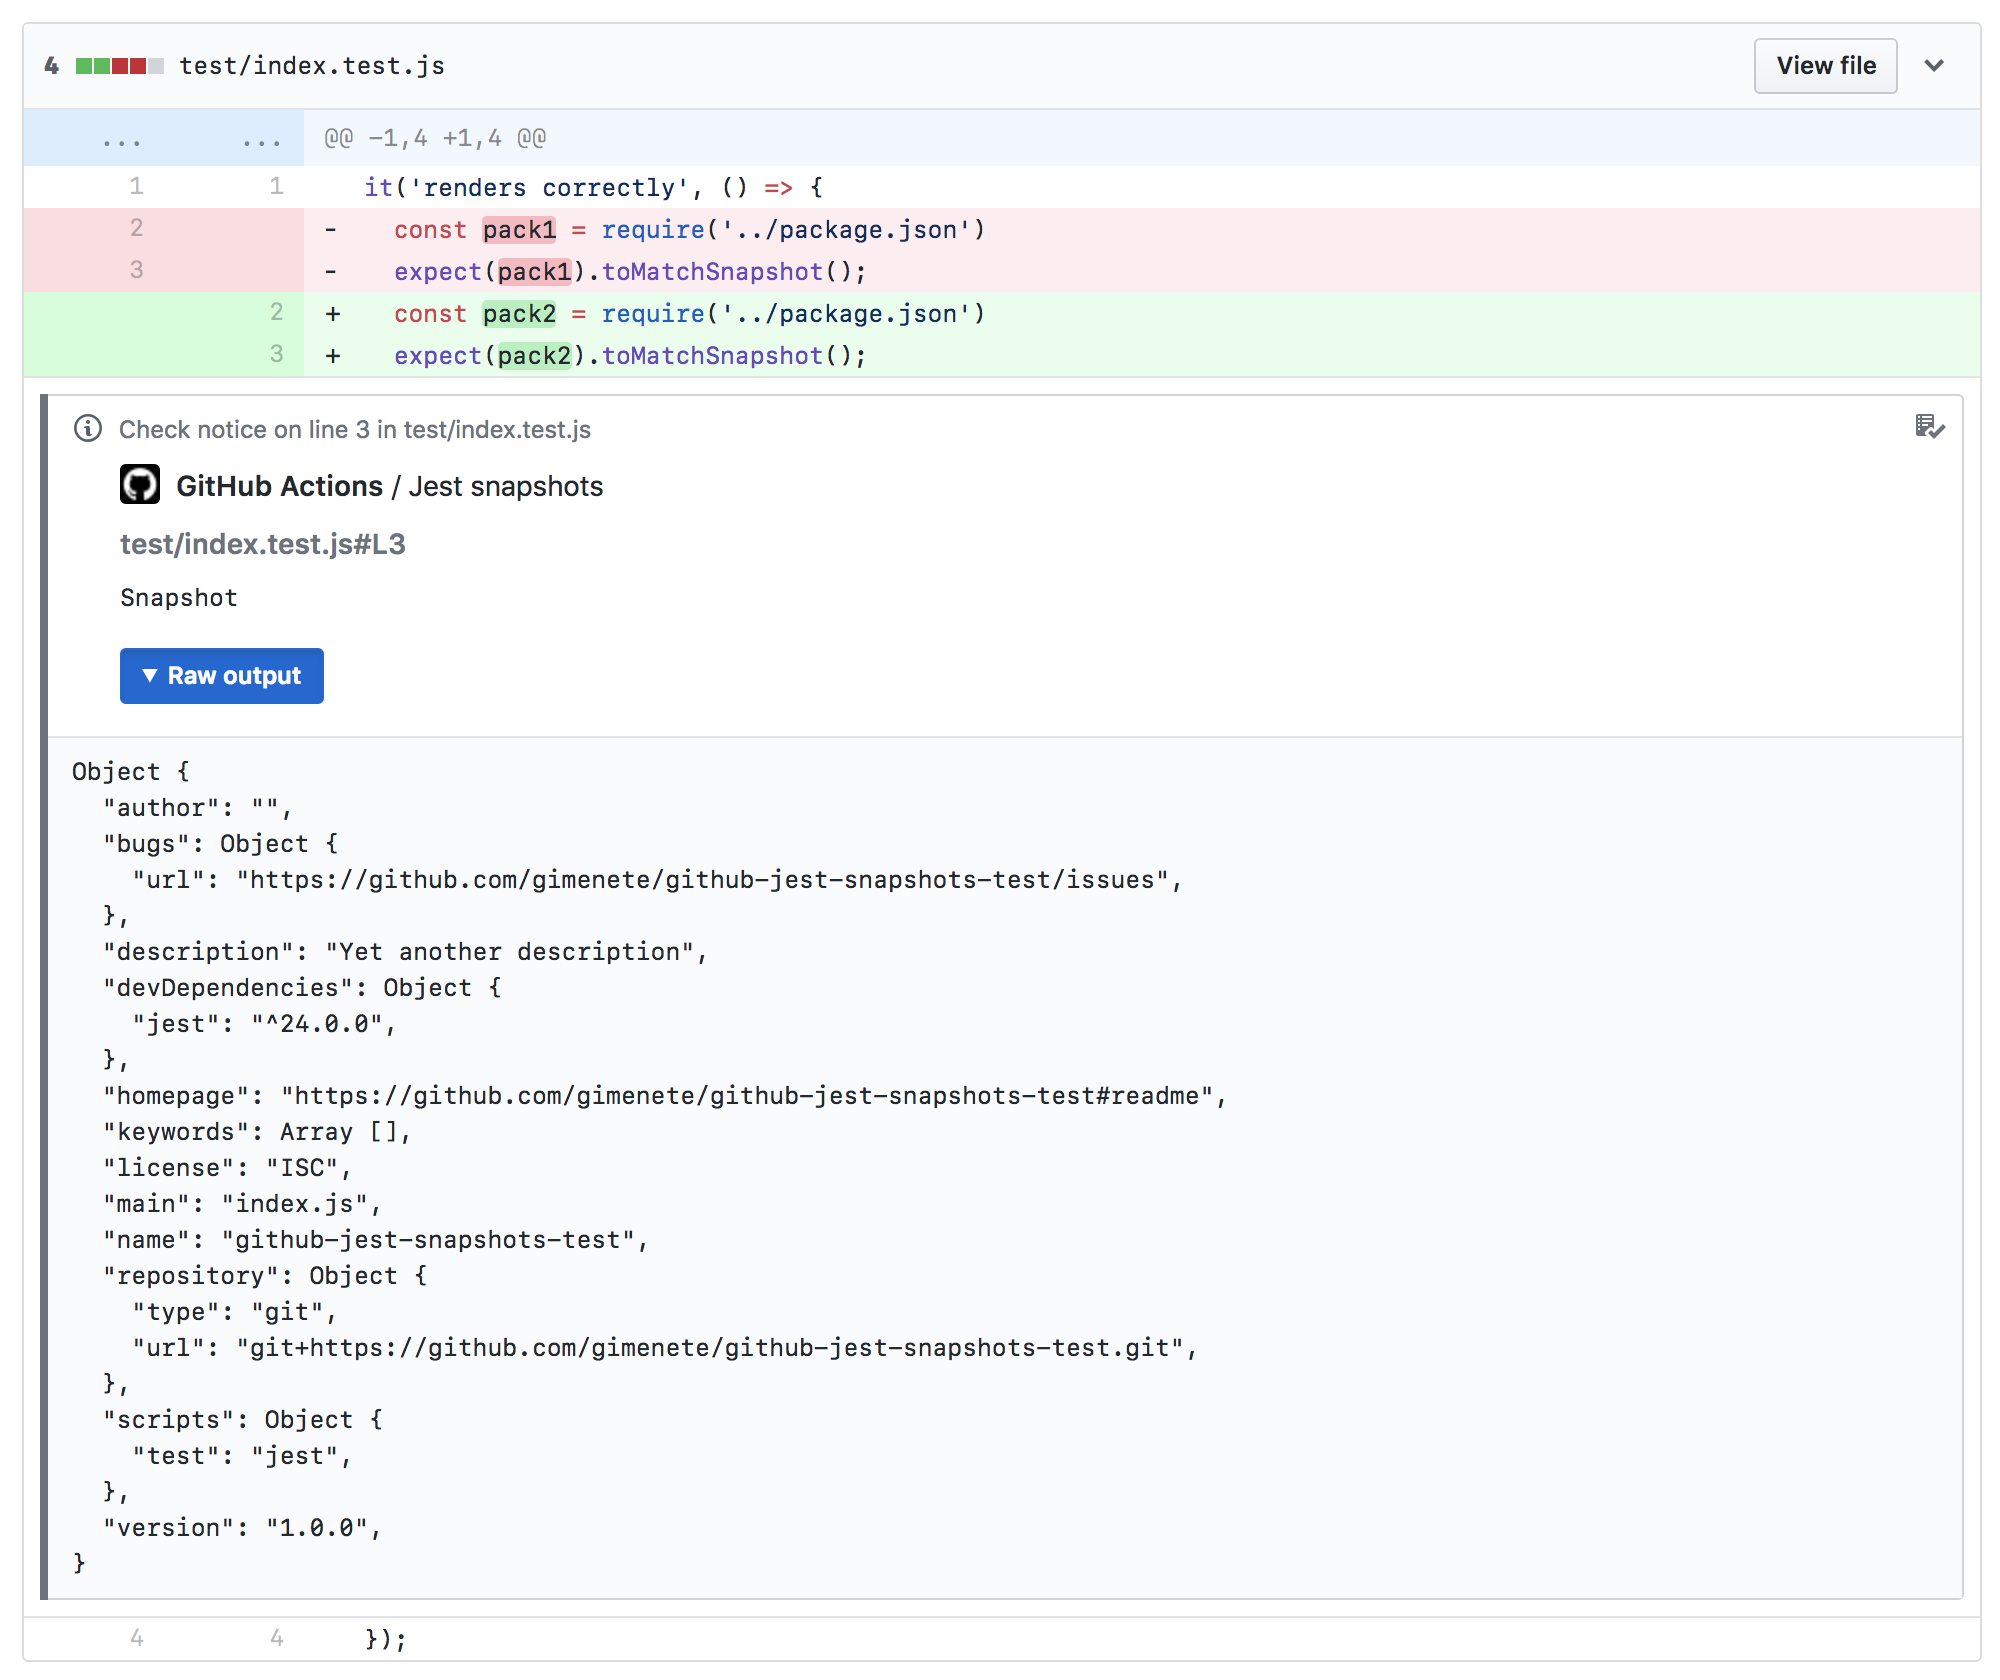 4 test/index.test.js View file
... ... @@ -1,4 +1,4 @@
1 1 it('renders correctly', () => {
2 - const pack1 = require('../package.json')
3 - expect(pack1).toMatchSnapshot();
2 + const pack2 = require('../package.json')
3 + expect(pack2).toMatchSnapshot();
Check notice on line 3 in test/index.test.js
GitHub Actions / Jest snapshots
test/index.test.js#L3
Snapshot
▼ Raw output
Object {
  "author": "",
  "bugs": Object {
    "url": "https://github.com/gimenete/github-jest-snapshots-test/issues",
  },
  "description": "Yet another description",
  "devDependencies": Object {
    "jest": "^24.0.0",
  },
  "homepage": "https://github.com/gimenete/github-jest-snapshots-test#readme",
  "keywords": Array [],
  "license": "ISC",
  "main": "index.js",
  "name": "github-jest-snapshots-test",
  "repository": Object {
    "type": "git",
    "url": "git+https://github.com/gimenete/github-jest-snapshots-test.git",
  },
  "scripts": Object {
    "test": "jest",
  },
  "version": "1.0.0",
}
4 4 });